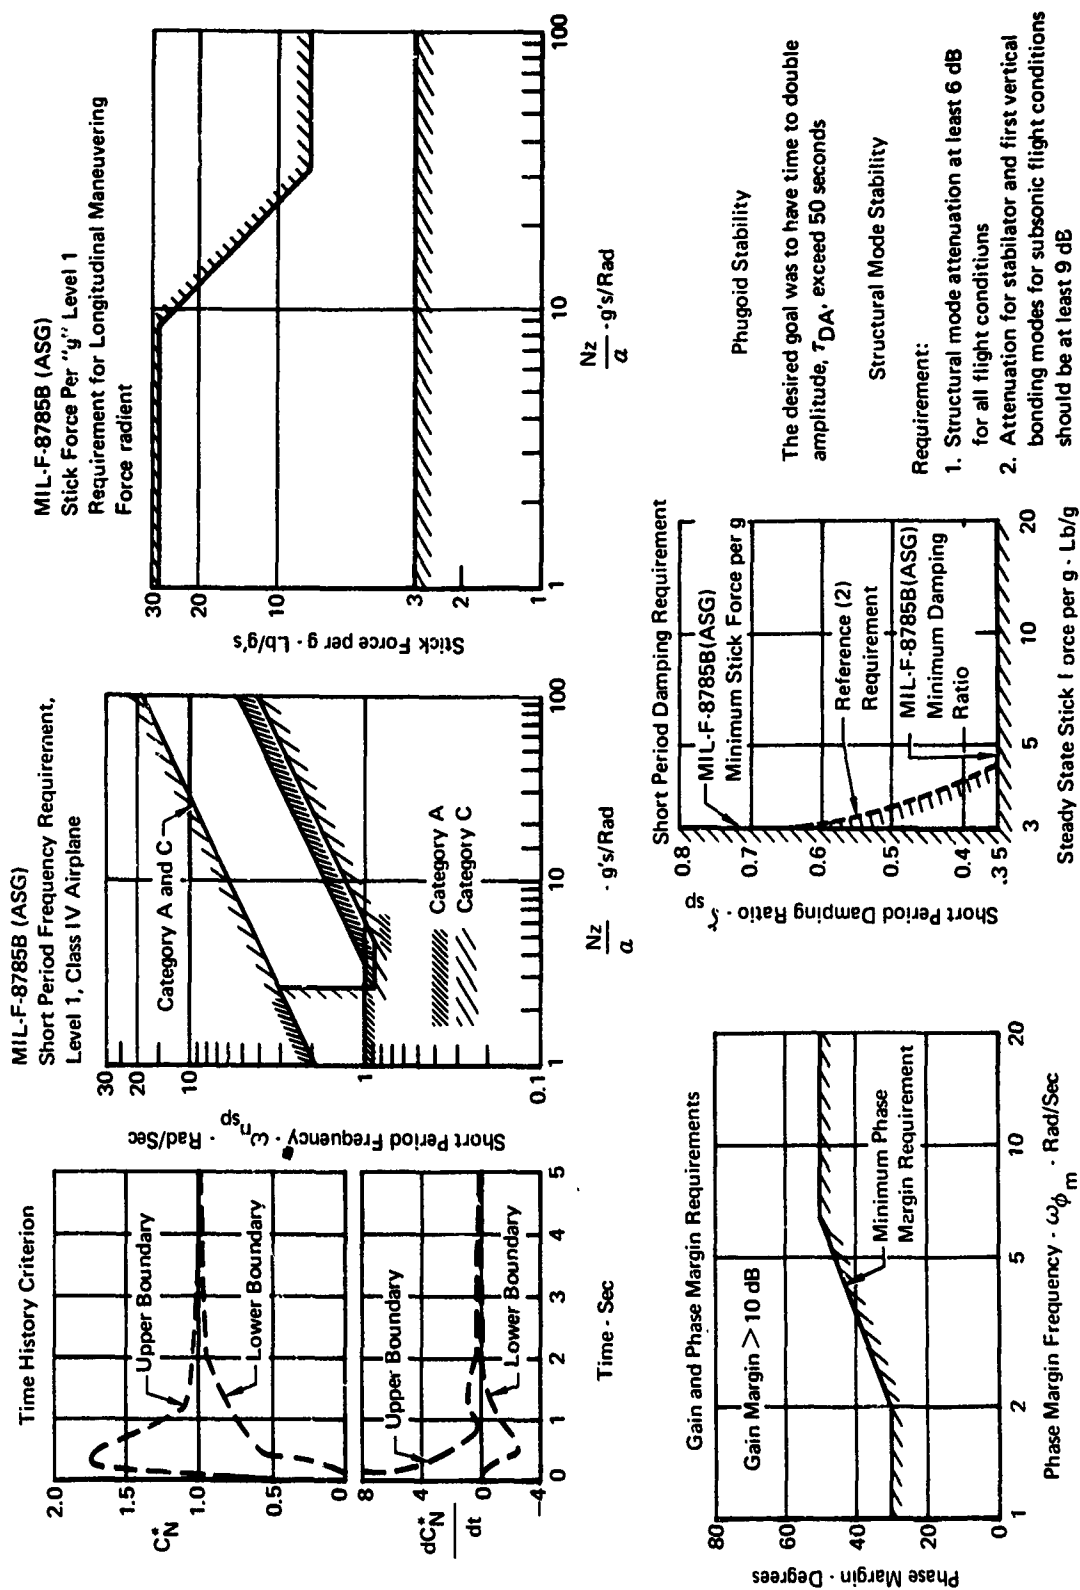 Time History Criterion
2.0
1.5
1.0
0.5
0
C*N
Upper Boundary
Lower Boundary
8
4
0
−4
dC*N
dt
Upper Boundary
Lower Boundary
0
1
2
3
4
5
Time - Sec
MIL-F-8785B (ASG)
Short Period Frequency Requirement,
Level 1, Class IV Airplane
30
20
10
1
0.1
Short Period Frequency - ωnsp - Rad/Sec
Category A and C
Category A
Category C
1
10
100
Nz
α
- g's/Rad
MIL-F-8785B (ASG)
Stick Force Per "g" Level 1
Requirement for Longitudinal Maneuvering
Force radient
30
20
10
3
2
1
Stick Force per g - Lb/g's
1
10
100
Nz
α
- g's/Rad
Gain and Phase Margin Requirements
80
60
40
20
0
Phase Margin - Degrees
Gain Margin > 10 dB
Minimum Phase
Margin Requirement
1
2
5
10
20
Phase Margin Frequency - ωϕm - Rad/Sec
Short Period Damping Requirement
0.8
0.7
0.6
0.5
0.4
.35
Short Period Damping Ratio - ζsp
MIL-F-8785B(ASG)
Minimum Stick Force per g
Reference (2)
Requirement
MIL-F-8785B(ASG)
Minimum Damping
Ratio
3
5
10
20
Steady State Stick Force per g - Lb/g
Phugoid Stability
The desired goal was to have time to double
amplitude, TDA, exceed 50 seconds
Structural Mode Stability
Requirement:
1. Structural mode attenuation at least 6 dB
for all flight conditions
2. Attenuation for stabilator and first vertical
bonding modes for subsonic flight conditions
should be at least 9 dB